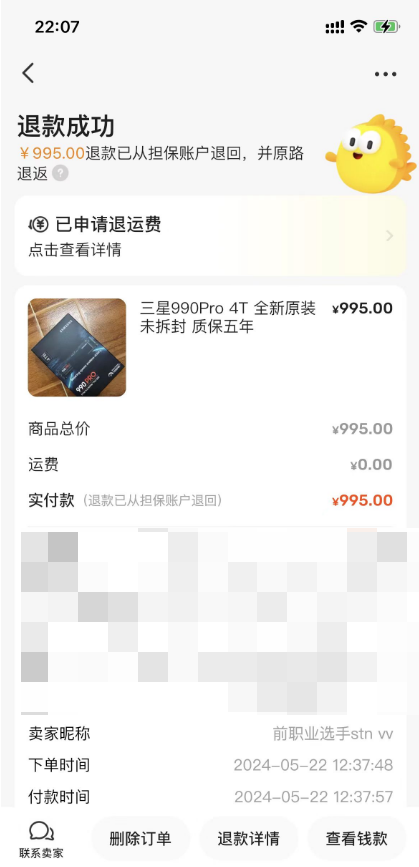 22:07
退款成功
￥995.00退款已从担保账户退回，并原路
退返 ?
已申请退运费
点击查看详情
三星990Pro 4T 全新原装 ¥995.00
未拆封 质保五年
990 PRO
商品总价 ¥995.00
运费 ¥0.00
实付款（退款已从担保账户退回） ¥995.00
卖家昵称 前职业选手stn vv
下单时间 2024-05-22 12:37:48
付款时间 2024-05-22 12:37:57
联系卖家 删除订单 退款详情 查看钱款